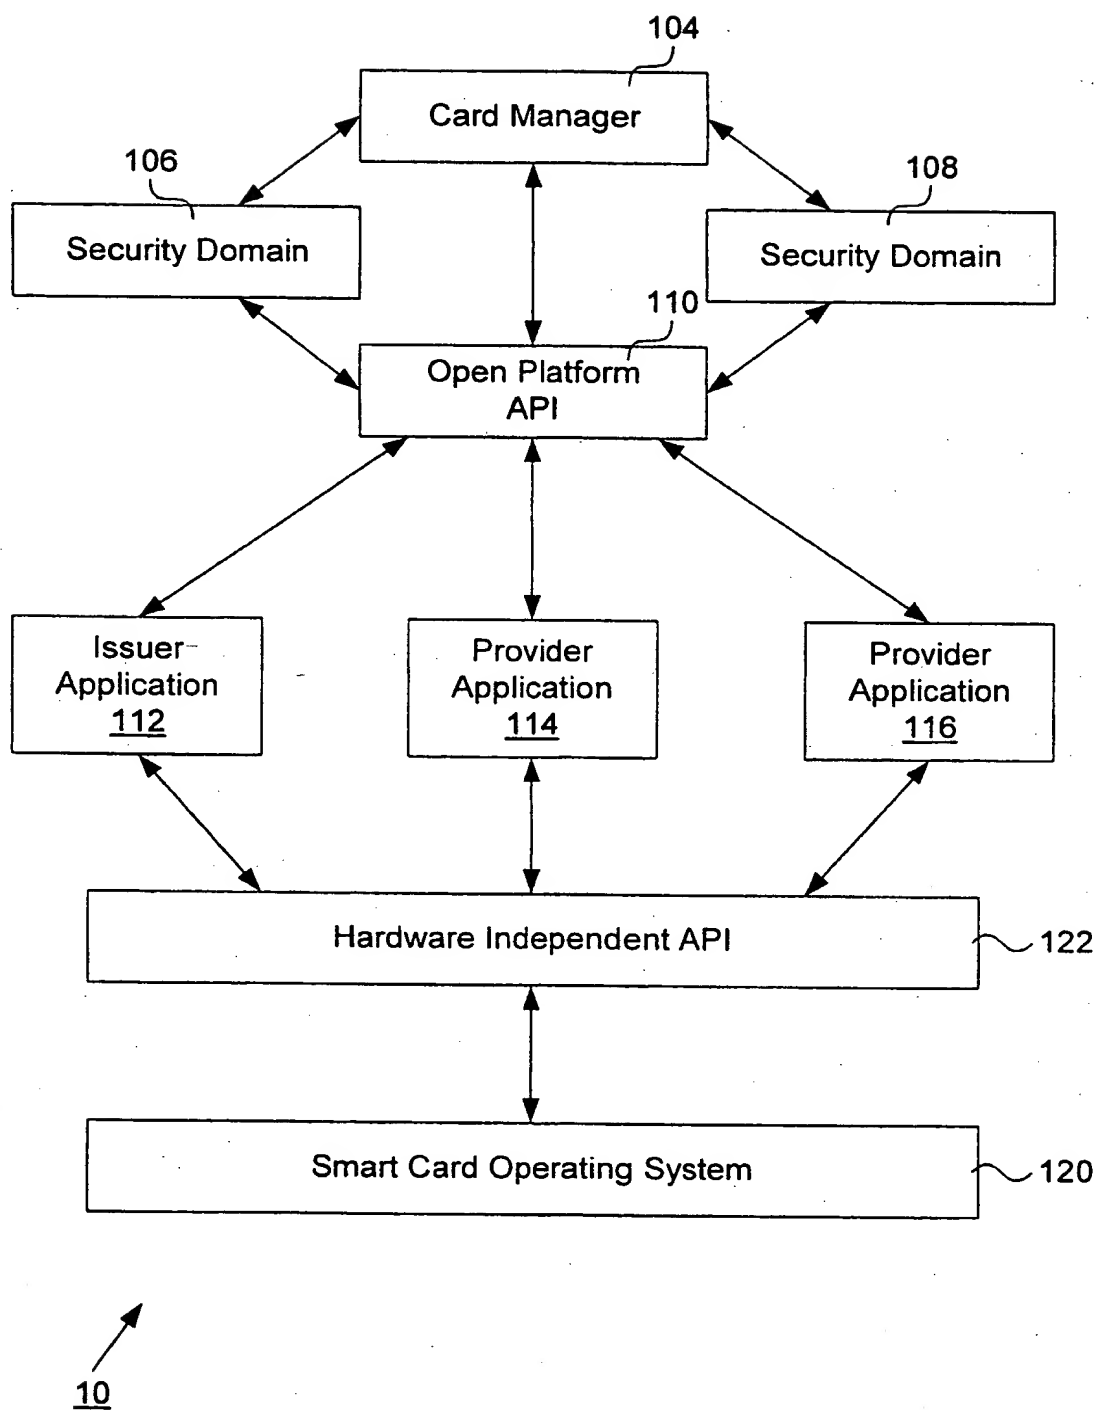 104
Card Manager
106
108
Security Domain
Security Domain
110
Open Platform
API
Issuer
Application
112
Provider
Application
114
Provider
Application
116
Hardware Independent API
122
Smart Card Operating System
120
10